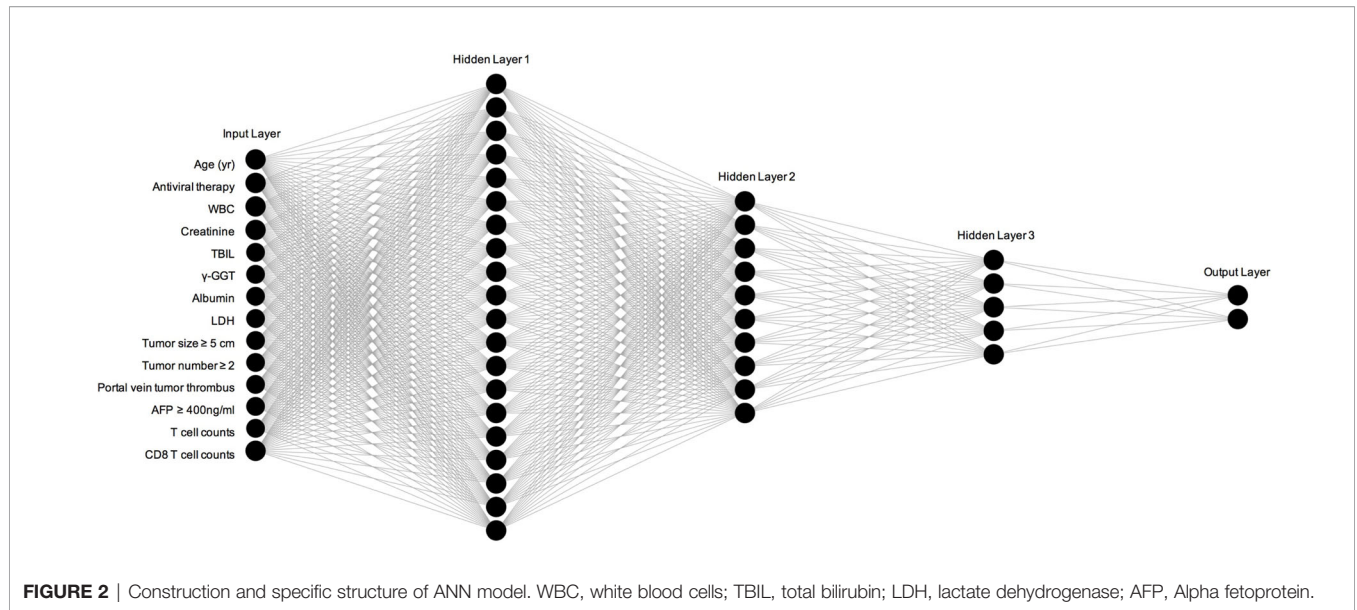 Hidden Layer 1
Input Layer
Age (yr)
Antiviral therapy
WBC
Creatinine
TBIL
γ-GGT
Albumin
LDH
Tumor size ≥ 5 cm
Tumor number ≥ 2
Portal vein tumor thrombus
AFP ≥ 400ng/ml
T cell counts
CD8 T cell counts
Hidden Layer 2
Hidden Layer 3
Output Layer
FIGURE 2 | Construction and specific structure of ANN model. WBC, white blood cells; TBIL, total bilirubin; LDH, lactate dehydrogenase; AFP, Alpha fetoprotein.